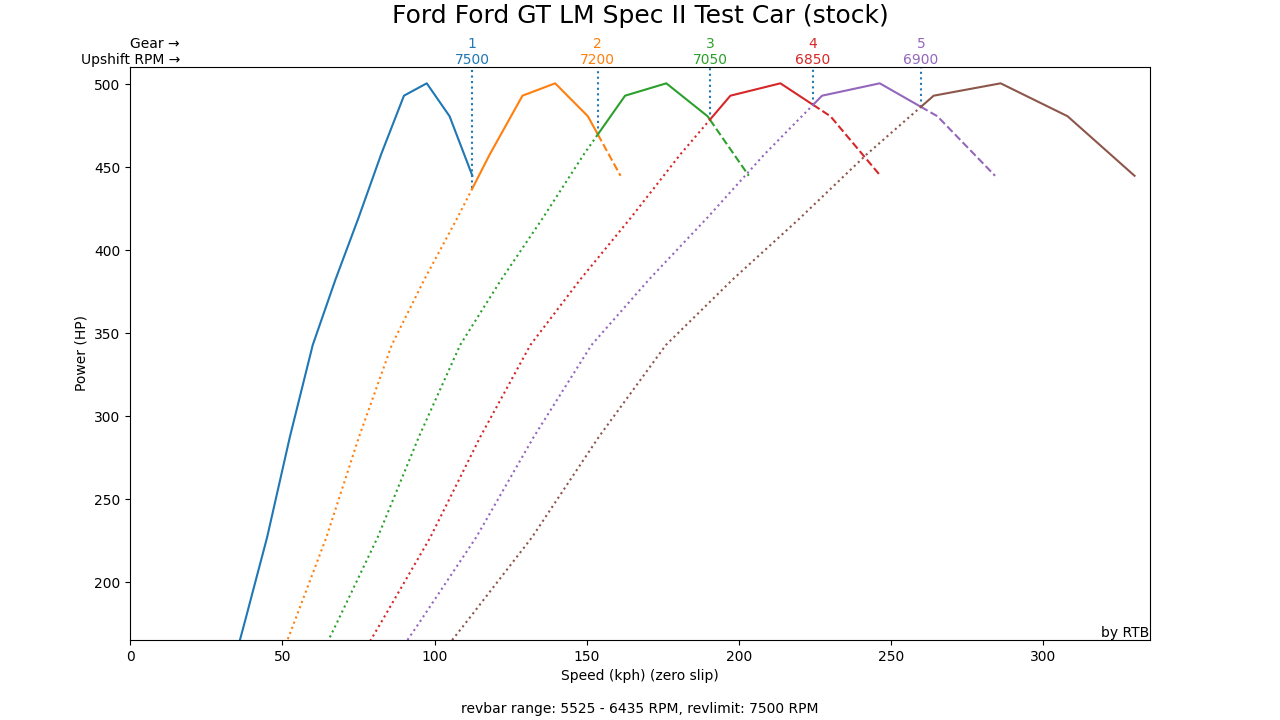 Ford Ford GT LM Spec II Test Car (stock)
Gear → 1 2 3 4 5
Upshift RPM → 7500 7200 7050 6850 6900
500
450
400
350
300
250
200
Power (HP)
by RTB
0 50 100 150 200 250 300
Speed (kph) (zero slip)
revbar range: 5525 - 6435 RPM, revlimit: 7500 RPM